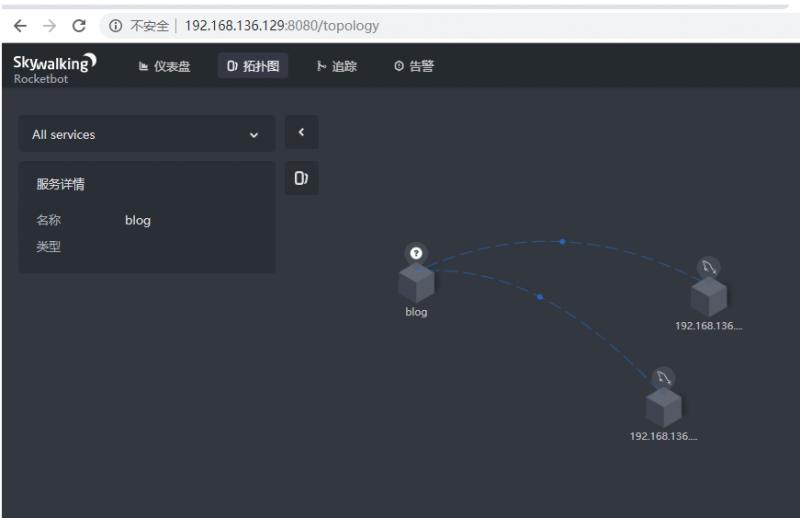 不安全 | 192.168.136.129:8080/topology
Skywalking
Rocketbot
仪表盘 拓扑图 追踪 告警
All services
服务详情
名称 blog
类型
blog
192.168.136....
192.168.136....